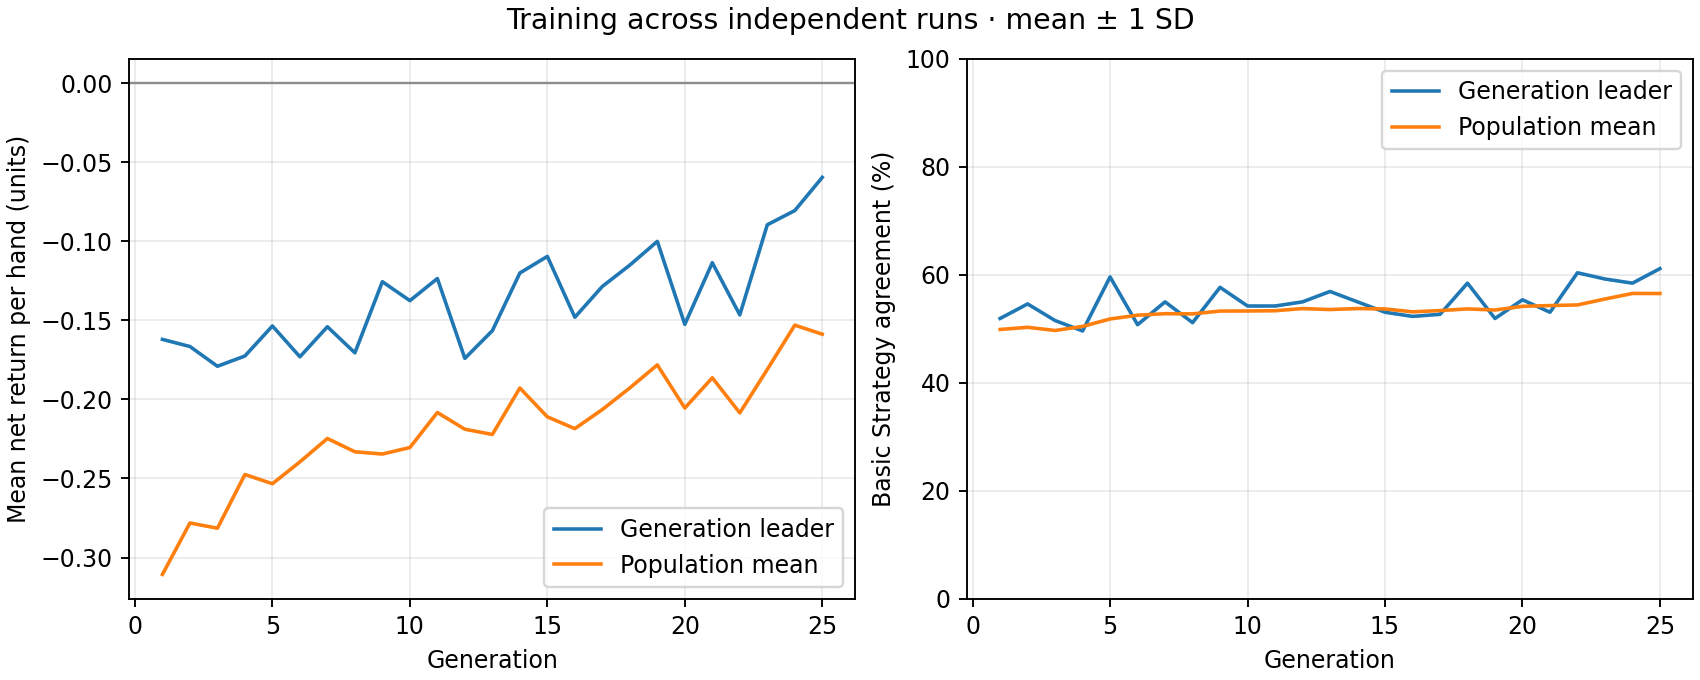 Training across independent runs · mean ± 1 SD
Mean net return per hand (units)
0.00
−0.05
−0.10
−0.15
−0.20
−0.25
−0.30
Generation leader
Population mean
0 5 10 15 20 25
Generation
Basic Strategy agreement (%)
100
80
60
40
20
0
Generation leader
Population mean
0 5 10 15 20 25
Generation